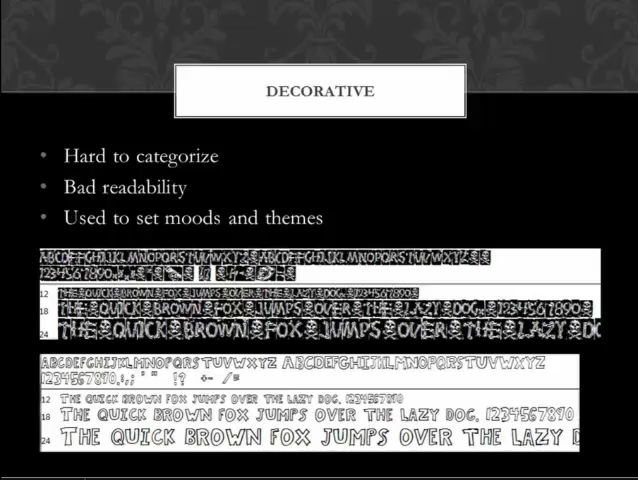 DECORATIVE
• Hard to categorize
• Bad readability
• Used to set moods and themes
ABCDEFGHIJKLMNOPQRSTUVWXYZ ABCDEFGHIJKLMNOPQRSTUVWXYZ
1234567890
12 THE QUICK BROWN FOX JUMPS OVER THE LAZY DOG. 1234567890
18 THE QUICK BROWN FOX JUMPS OVER THE LAZY DOG. 1234567890
24 THE QUICK BROWN FOX JUMPS OVER THE LAZY DO
ABCDEFGHIJKLMNOPQRSTUVWXYZ ABCDEFGHIJKLMNOPQRSTUVWXYZ
1234567890.:,; ' " !? +- /=
12 THE QUICK BROWN FOX JUMPS OVER THE LAZY DOG. 1234567890
18 THE QUICK BROWN FOX JUMPS OVER THE LAZY DOG. 1234567890
24 THE QUICK BROWN FOX JUMPS OVER THE LAZY D